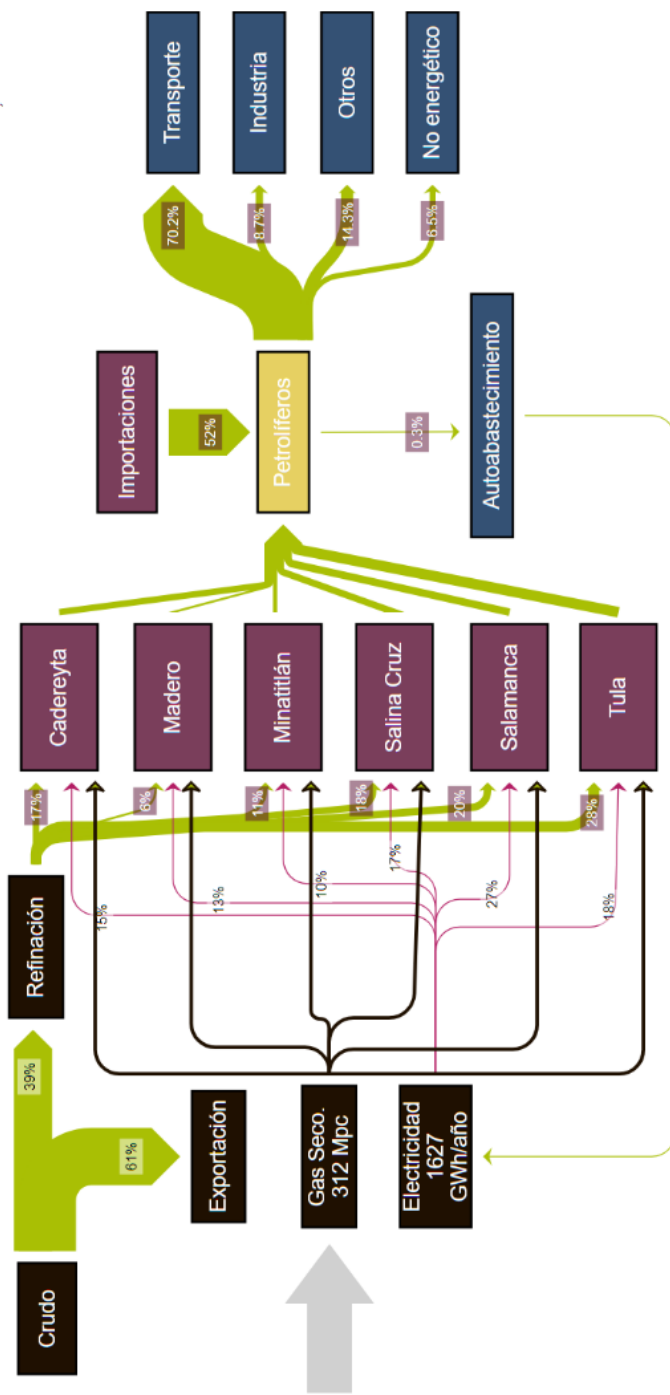 Crudo
39%
61%
Refinación
Exportación
Gas Seco.
312 Mpc
Electricidad
1627
GWh/año
17%
6%
11%
18%
20%
28%
15%
13%
10%
17%
27%
18%
Cadereyta
Madero
Minatitlán
Salina Cruz
Salamanca
Tula
Importaciones
52%
Petrolíferos
0.3%
Autoabastecimiento
70.2%
8.7%
14.3%
6.5%
Transporte
Industria
Otros
No energético